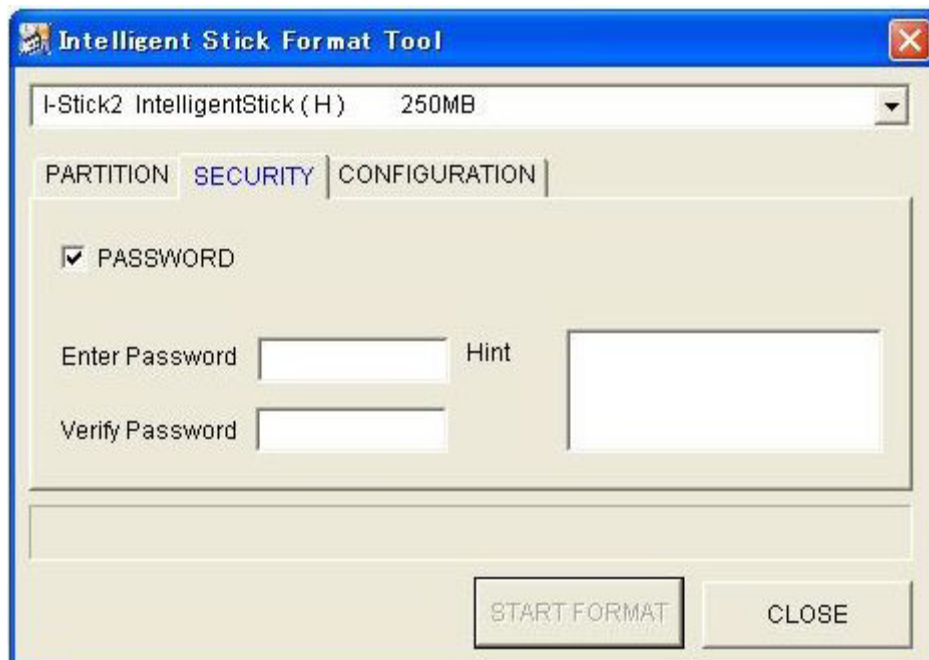 Intelligent Stick Format Tool
I-Stick2 IntelligentStick ( H ) 250MB
PARTITION SECURITY CONFIGURATION
PASSWORD
Enter Password Hint
Verify Password
START FORMAT CLOSE